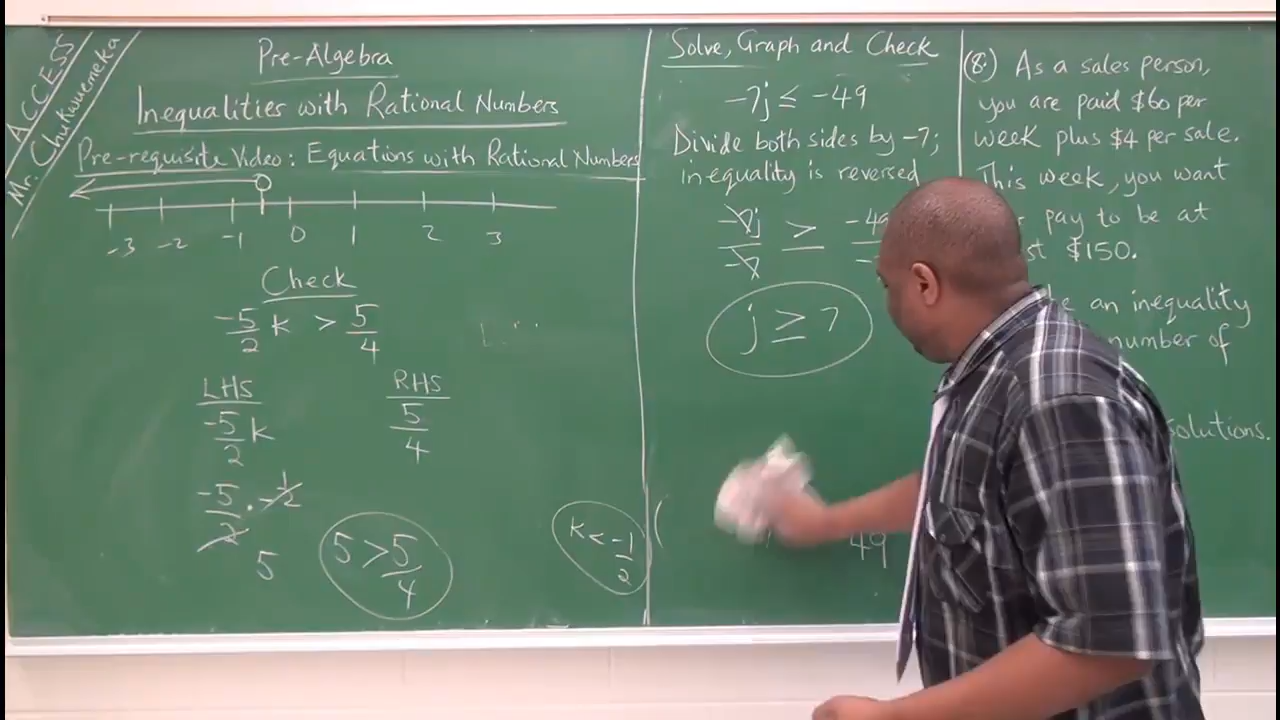 ACCESS
Mr. Chukwuemeka
Pre-Algebra
Inequalities with Rational Numbers
Pre-requisite Video: Equations with Rational Numbers
-3 -2 -1 0 1 2 3
Check
-5/2 k > 5/4
LHS RHS
-5/2 k 5/4
-5/2 · -1/2
5
5 > 5/4
k < -1/2
Solve, Graph and Check
-7j ≤ -49
Divide both sides by -7;
inequality is reversed
-7j/-7 ≥ -49/-
j ≥ 7
49
(8.) As a sales person,
you are paid $60 per
week plus $4 per sale.
This week, you want
pay to be at
$150.
an inequality
number of
solutions.